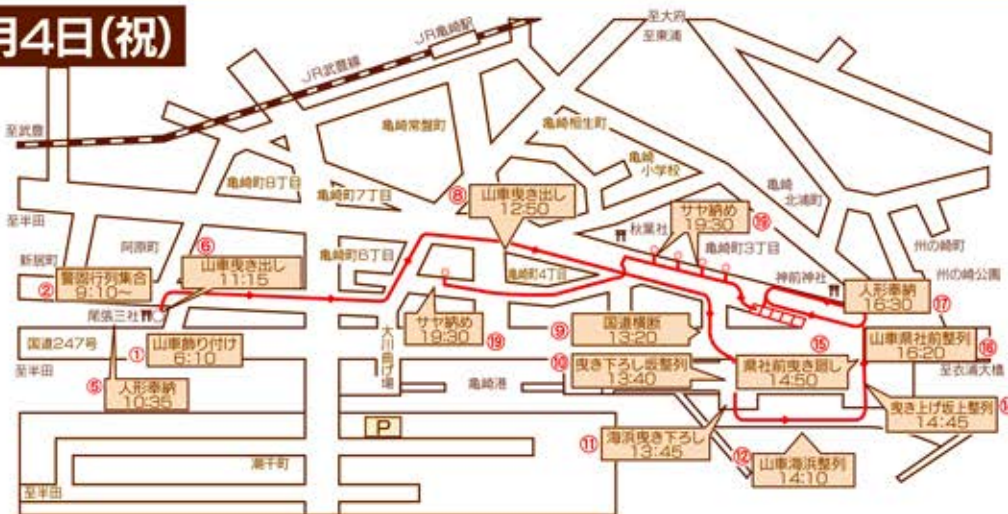 月4日(祝)
至大府
至東浦
JR亀崎駅
JR武豊線
至武豊
亀崎常盤町
亀崎相生町
亀崎
小学校
亀崎町8丁目
亀崎町7丁目
⑧
山車曳き出し
12:50
亀崎
北浦町
サヤ納め
19:30
⑲
秋葉社
至半田
阿原町
⑥
山車曳き出し
11:15
亀崎町6丁目
亀崎町4丁目
亀崎町3丁目
州の崎町
新居町
警固行列集合
9:10~
②
神前神社
人形奉納
16:30
⑰
州の崎公園
尾張三社
国道247号
①
山車飾り付け
6:10
サヤ納め
19:30
⑲
大川曲げ場
⑨
国道横断
13:20
⑮
山車県社前整列
16:20
⑯
至半田
⑤
人形奉納
10:35
亀崎港
⑩
曳き下ろし坂整列
13:40
県社前曳き廻し
14:50
至衣浦大橋
曳き上げ坂上整列
14:45
P
⑪
海浜曳き下ろし
13:45
⑫
山車海浜整列
14:10
潮干町
至半田